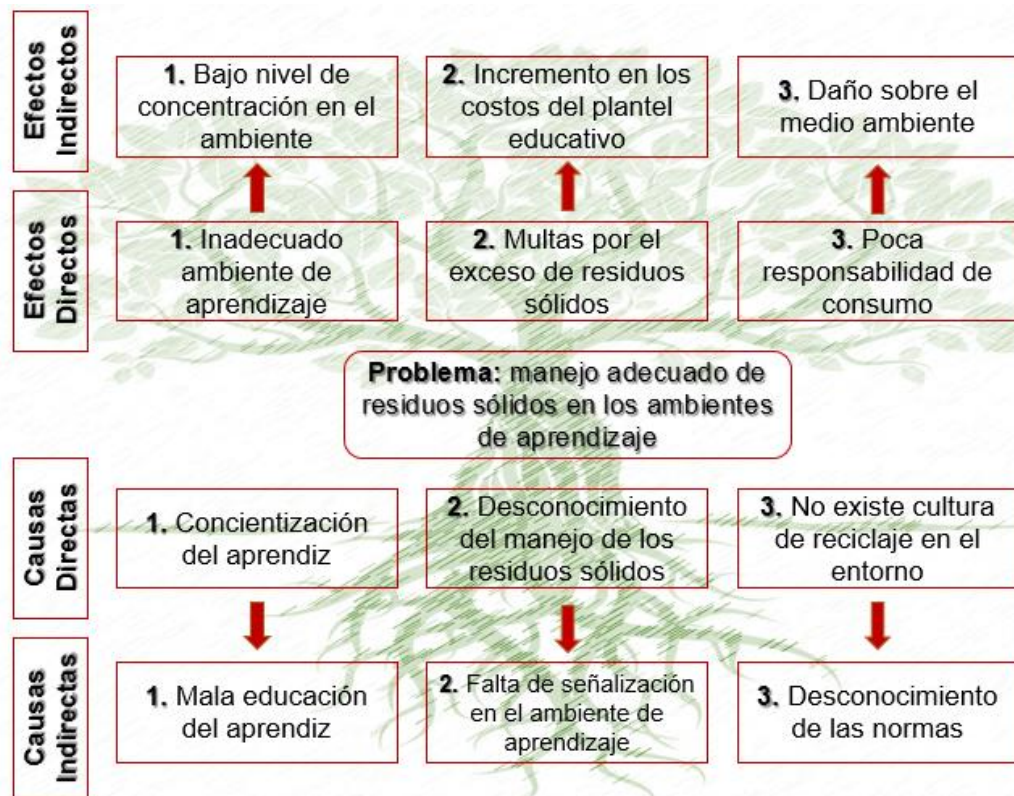 Efectos
Indirectos
1. Bajo nivel de
concentración en el
ambiente
2. Incremento en los
costos del plantel
educativo
3. Daño sobre el
medio ambiente
Efectos
Directos
1. Inadecuado
ambiente de
aprendizaje
2. Multas por el
exceso de residuos
sólidos
3. Poca
responsabilidad de
consumo
Problema: manejo adecuado de
residuos sólidos en los ambientes
de aprendizaje
Causas
Directas
1. Concientización
del aprendiz
2. Desconocimiento
del manejo de los
residuos sólidos
3. No existe cultura
de reciclaje en el
entorno
Causas
Indirectas
1. Mala educación
del aprendiz
2. Falta de señalización
en el ambiente de
aprendizaje
3. Desconocimiento
de las normas